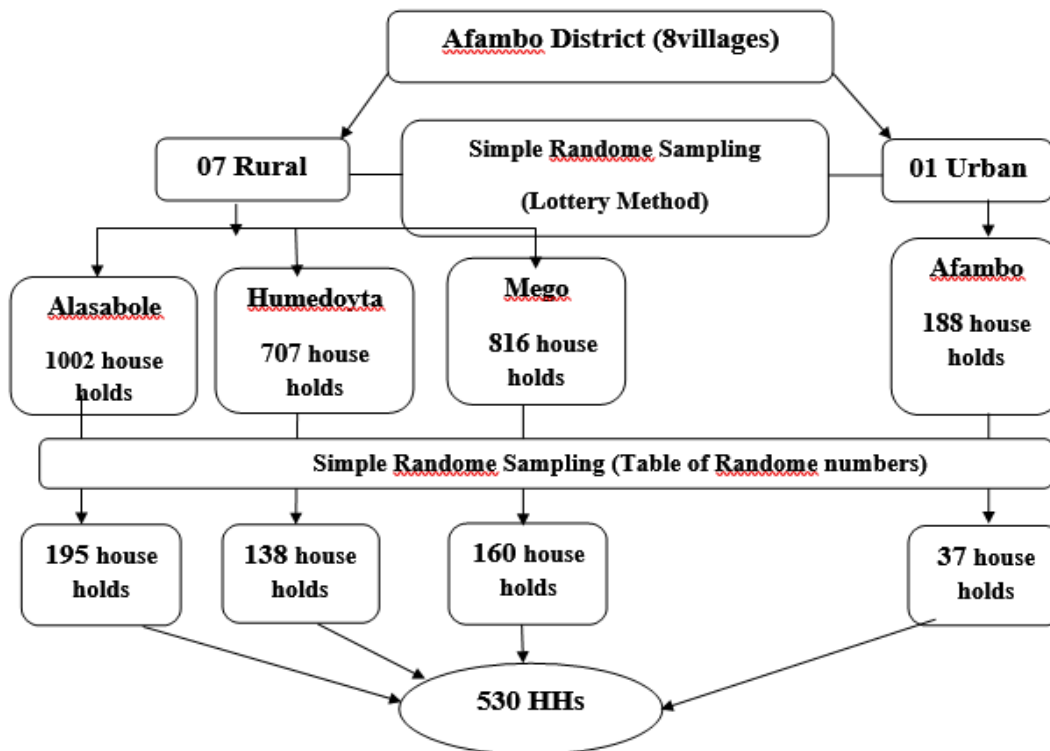 Afambo District (8villages)
07 Rural
Simple Randome Sampling
(Lottery Method)
01 Urban
Alasabole
1002 house
holds
Humedoyta
707 house
holds
Mego
816 house
holds
Afambo
188 house
holds
Simple Randome Sampling (Table of Randome numbers)
195 house
holds
138 house
holds
160 house
holds
37 house
holds
530 HHs